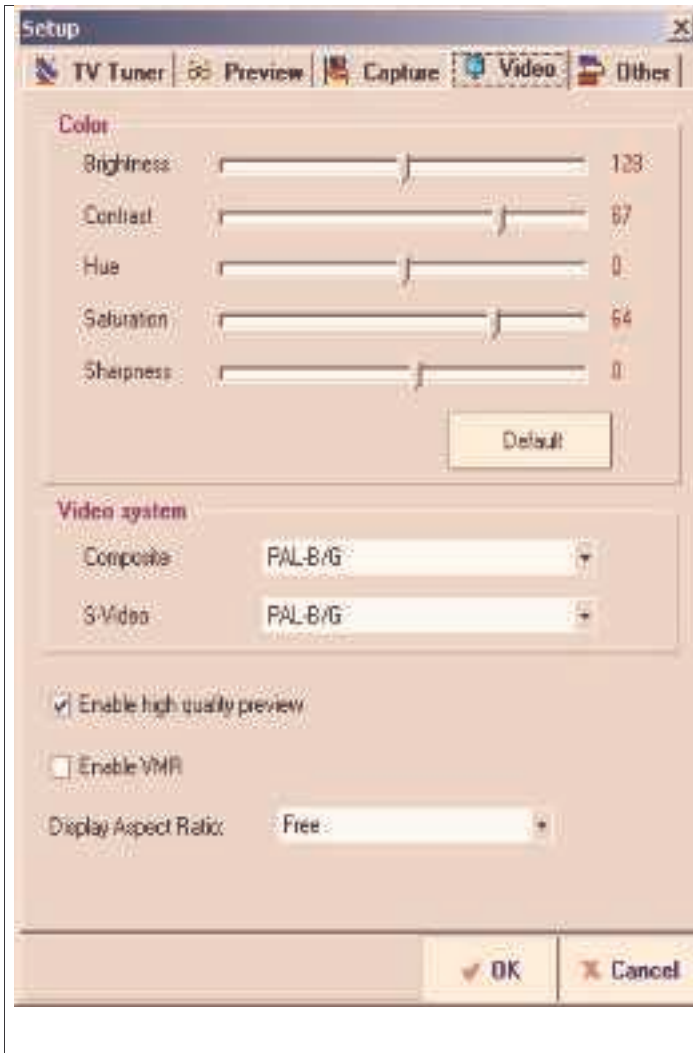 Setup
TV Tuner Preview Capture Video Other
Color
Brightness 128
Contrast 67
Hue 0
Saturation 64
Sharpness 0
Default
Video system
Composite PAL-B/G
S-Video PAL-B/G
Enable high quality preview
Enable VMR
Display Aspect Ratio: Free
OK Cancel